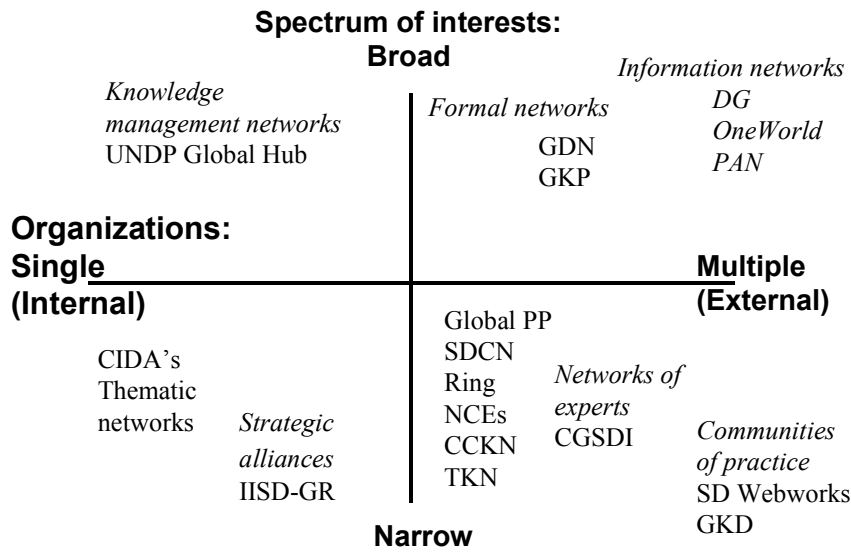 Spectrum of interests:
Broad
Knowledge
management networks
UNDP Global Hub
Formal networks
GDN
GKP
Information networks
DG
OneWorld
PAN
Organizations:
Single
(Internal)
Multiple
(External)
CIDA’s
Thematic
networks
Strategic
alliances
IISD-GR
Global PP
SDCN
Ring
NCEs
CCKN
TKN
Networks of
experts
CGSDI
Communities
of practice
SD Webworks
GKD
Narrow